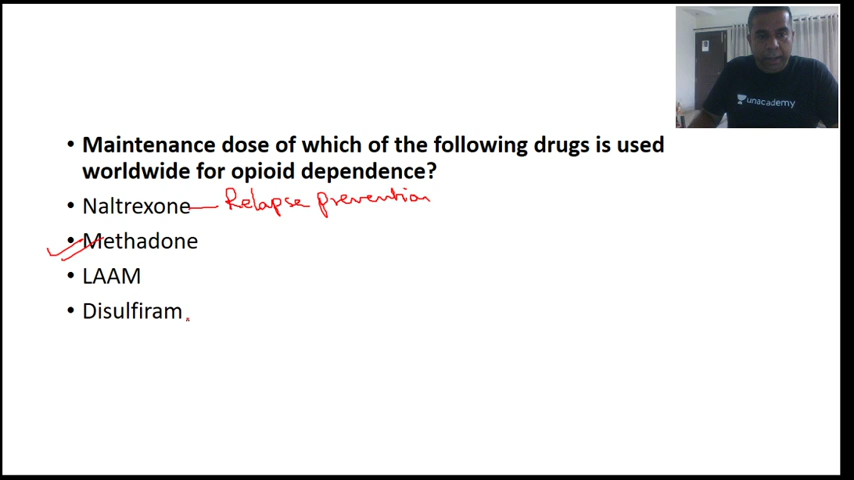 unacademy
• Maintenance dose of which of the following drugs is used
worldwide for opioid dependence?
• Naltrexone — Relapse prevention
• Methadone
• LAAM
• Disulfiram